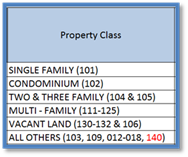 Property Class
SINGLE FAMILY (101)
CONDOMINIUM (102)
TWO & THREE FAMILY (104 & 105)
MULTI - FAMILY (111-125)
VACANT LAND (130-132 & 106)
ALL OTHERS (103, 109, 012-018, 140)